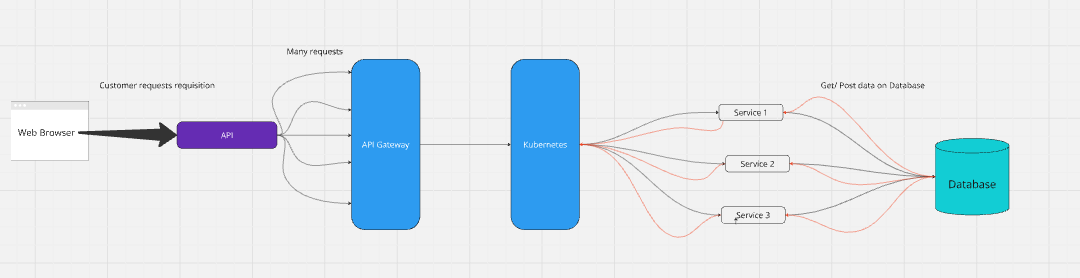 Many requests
Customer requests requisition
Get/ Post data on Database
Web Browser
API
API Gateway
Kubernetes
Service 1
Service 2
Service 3
Database